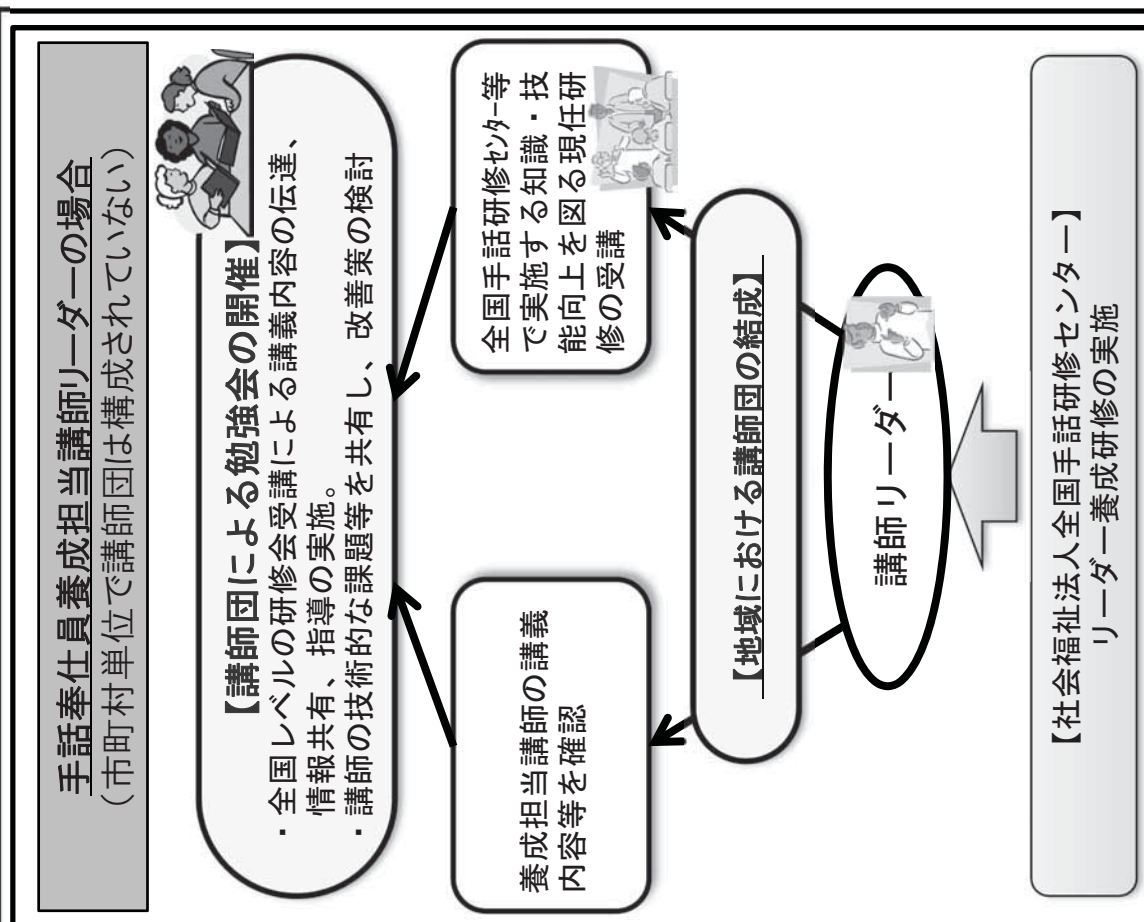 手話奉仕員養成担当講師リーダーの場合
（市町村単位で講師団は構成されていない）
【講師団による勉強会の開催】
・全国レベルの研修会受講による講義内容の伝達、
情報共有、指導の実施。
・講師の技術的な課題等を共有し、改善策の検討
養成担当講師の講義
内容等を確認
全国手話研修センター等
で実施する知識・技
能向上を図る現任研
修の受講
【地域における講師団の結成】
講師リーダー
【社会福祉法人全国手話研修センター】
リーダー養成研修の実施